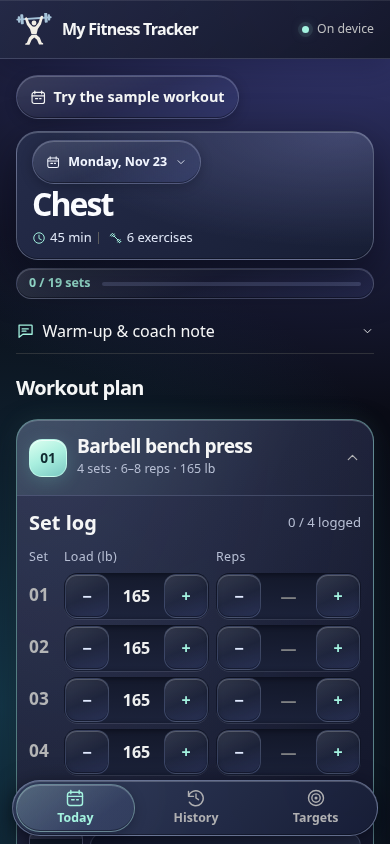 My Fitness Tracker
On device
Try the sample workout
Monday, Nov 23
Chest
45 min | 6 exercises
0 / 19 sets
Warm-up & coach note
Workout plan
01
Barbell bench press
4 sets · 6–8 reps · 165 lb
Set log
0 / 4 logged
Set Load (lb) Reps
01 − 165 + − — +
02 − 165 + − — +
03 − 165 + − — +
04 − 165 + − — +
Today History Targets